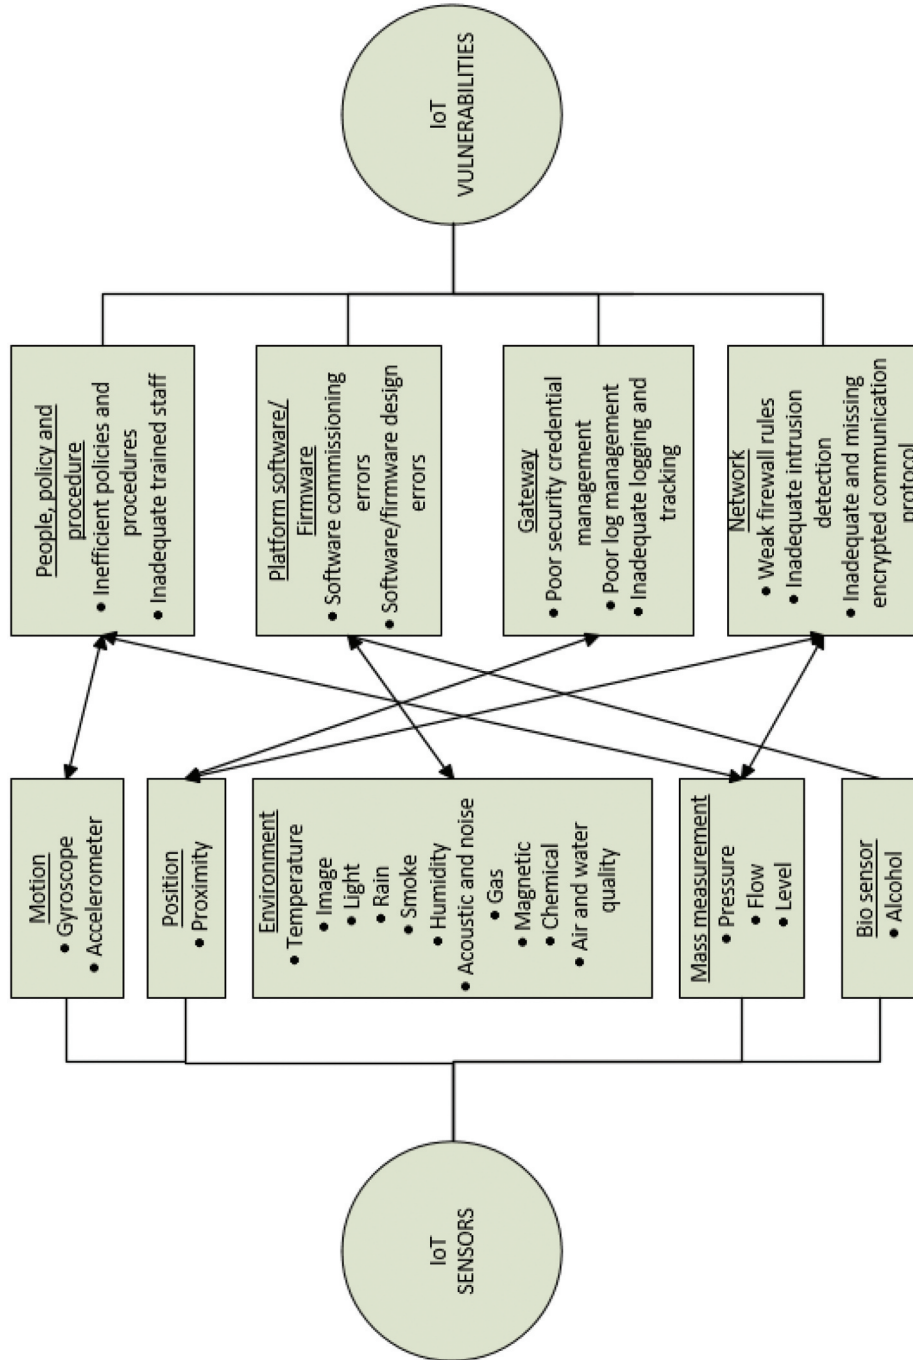 IoT
SENSORS
Motion
• Gyroscope
• Accelerometer
Position
• Proximity
Environment
• Temperature
• Image
• Light
• Rain
• Smoke
• Humidity
• Acoustic and noise
• Gas
• Magnetic
• Chemical
• Air and water
quality
Mass measurement
• Pressure
• Flow
• Level
Bio sensor
• Alcohol
People, policy and
procedure
• Inefficient policies and
procedures
• Inadequate trained staff
Platform software/
Firmware
• Software commissioning
errors
• Software/firmware design
errors
Gateway
• Poor security credential
management
• Poor log management
• Inadequate logging and
tracking
Network
• Weak firewall rules
• Inadequate intrusion
detection
• Inadequate and missing
encrypted communication
protocol
IoT
VULNERABILITIES